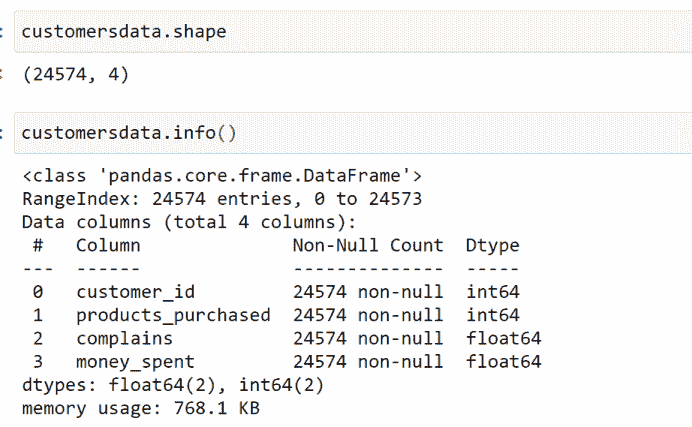 customersdata.shape
(24574, 4)
customersdata.info()
<class 'pandas.core.frame.DataFrame'>
RangeIndex: 24574 entries, 0 to 24573
Data columns (total 4 columns):
 #   Column              Non-Null Count  Dtype
---  ------              --------------  -----
 0   customer_id         24574 non-null  int64
 1   products_purchased  24574 non-null  int64
 2   complains           24574 non-null  float64
 3   money_spent         24574 non-null  float64
dtypes: float64(2), int64(2)
memory usage: 768.1 KB